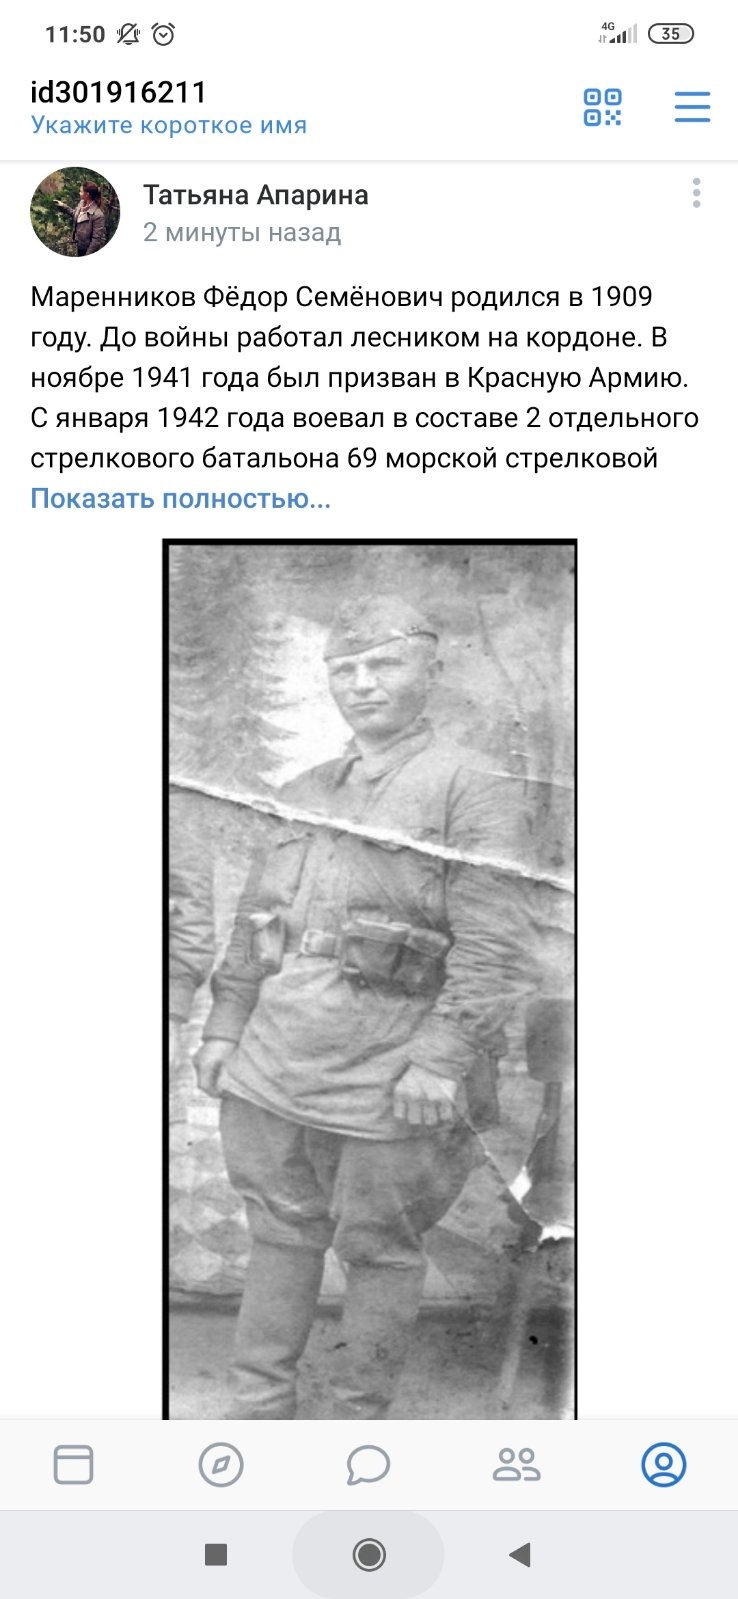 11:50
4G
35
id301916211
Укажите короткое имя
Татьяна Апарина
2 минуты назад
Маренников Фёдор Семёнович родился в 1909
году. До войны работал лесником на кордоне. В
ноябре 1941 года был призван в Красную Армию.
С января 1942 года воевал в составе 2 отдельного
стрелкового батальона 69 морской стрелковой
Показать полностью...